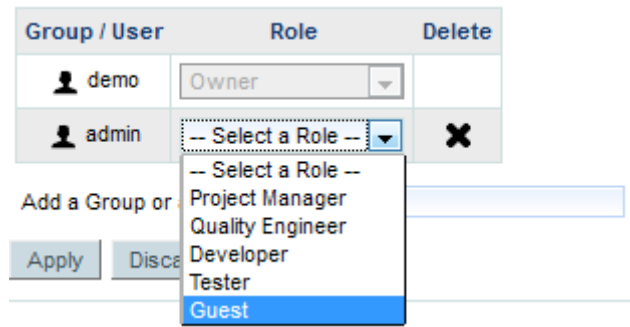 Group / User Role Delete
demo Owner
admin -- Select a Role --
-- Select a Role --
Project Manager
Add a Group or
Quality Engineer
Developer
Apply Disca
Tester
Guest